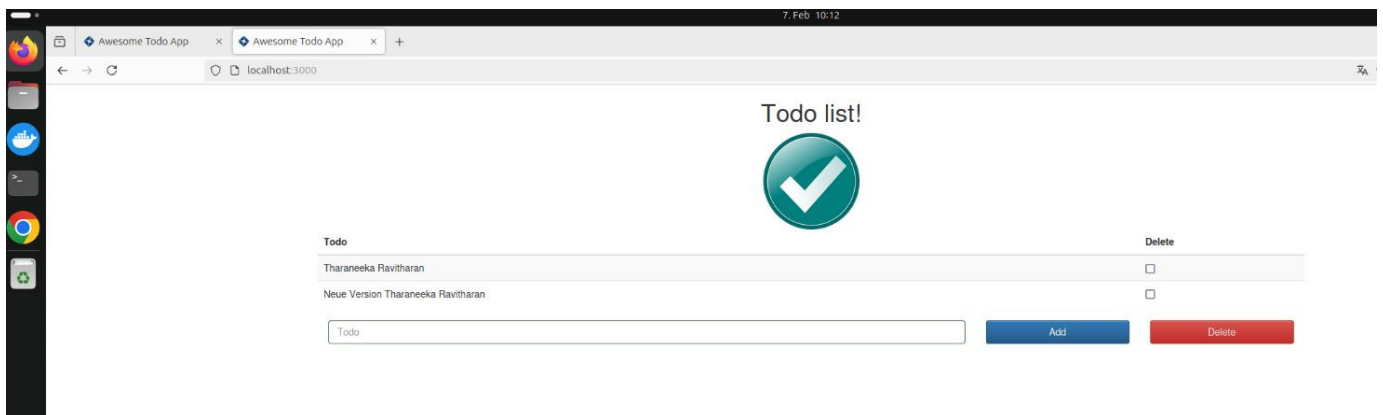 7. Feb 10:12
Awesome Todo App × Awesome Todo App × +
localhost:3000
Todo list!
Todo Delete
Tharaneeka Ravitharan
Neue Version Tharaneeka Ravitharan
Todo Add Delete